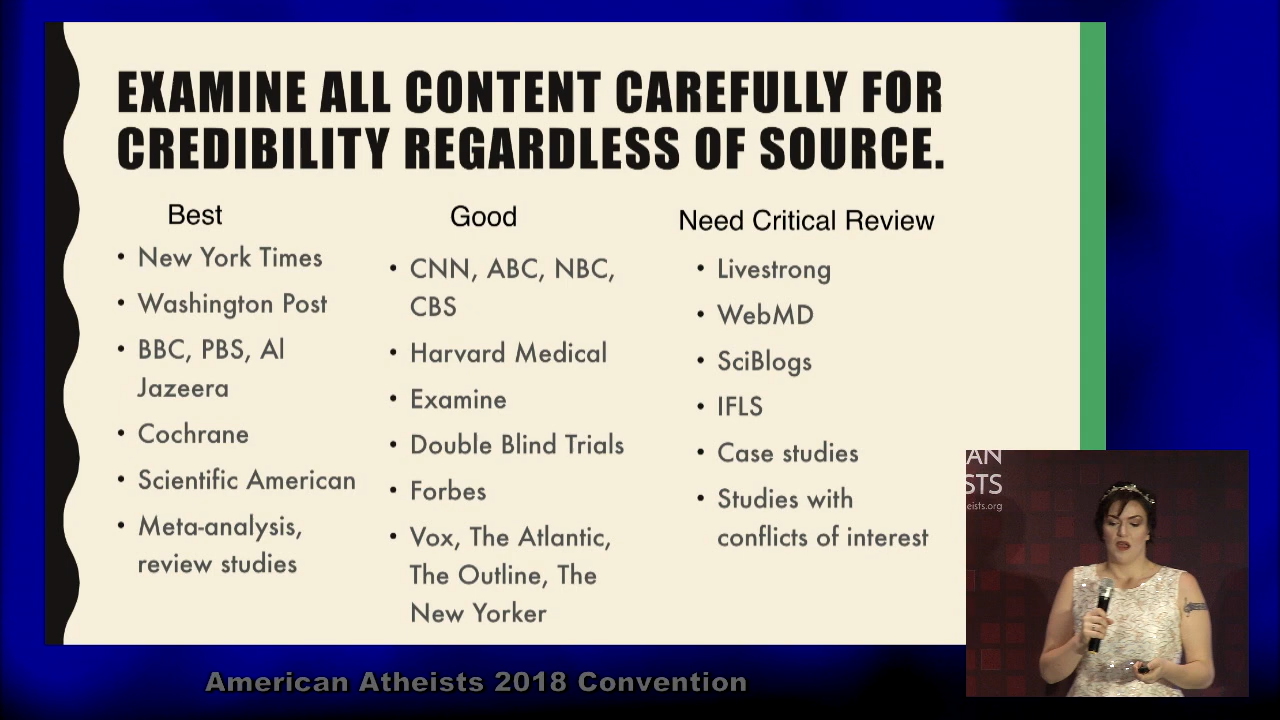 EXAMINE ALL CONTENT CAREFULLY FOR
CREDIBILITY REGARDLESS OF SOURCE.
Best
• New York Times
• Washington Post
• BBC, PBS, Al
Jazeera
• Cochrane
• Scientific American
• Meta-analysis,
review studies
Good
• CNN, ABC, NBC,
CBS
• Harvard Medical
• Examine
• Double Blind Trials
• Forbes
• Vox, The Atlantic,
The Outline, The
New Yorker
Need Critical Review
• Livestrong
• WebMD
• SciBlogs
• IFLS
• Case studies
• Studies with
conflicts of interest
AN
STS
eists.org
American Atheists 2018 Convention